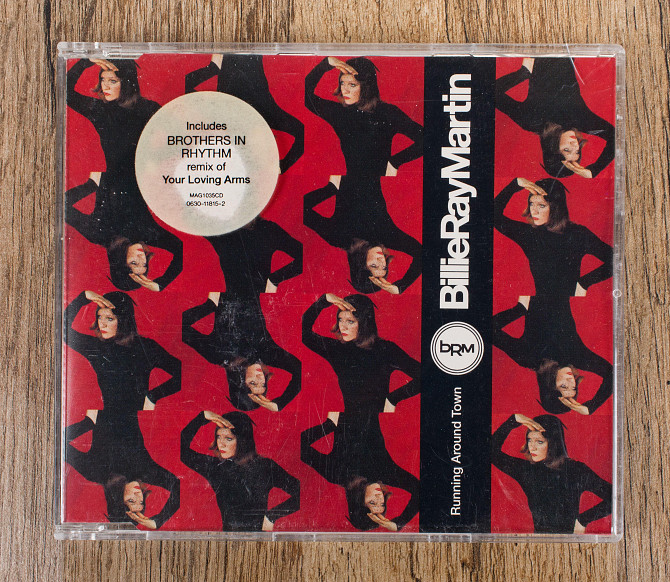 Includes
BROTHERS IN
RHYTHM
remix of
Your Loving Arms
MAG1035CD
0630-11815-2
BillieRayMartin
bRM
Running Around Town